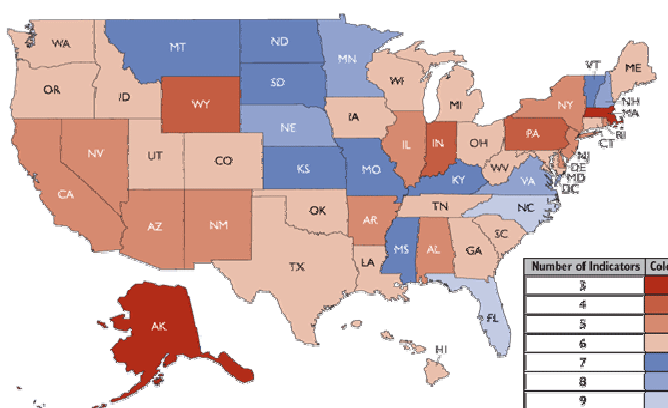 WA
MT
ND
MN
VT
ME
OR
ID
SD
WI
NH
WY
MI
NY
MA
NE
IA
PA
RI
CT
NV
UT
CO
IL
IN
OH
NJ
DE
MD
DC
WV
VA
KS
MO
KY
CA
AZ
NM
OK
AR
TN
NC
SC
TX
LA
MS
AL
GA
FL
AK
HI
Number of Indicators
3
4
5
6
7
8
9